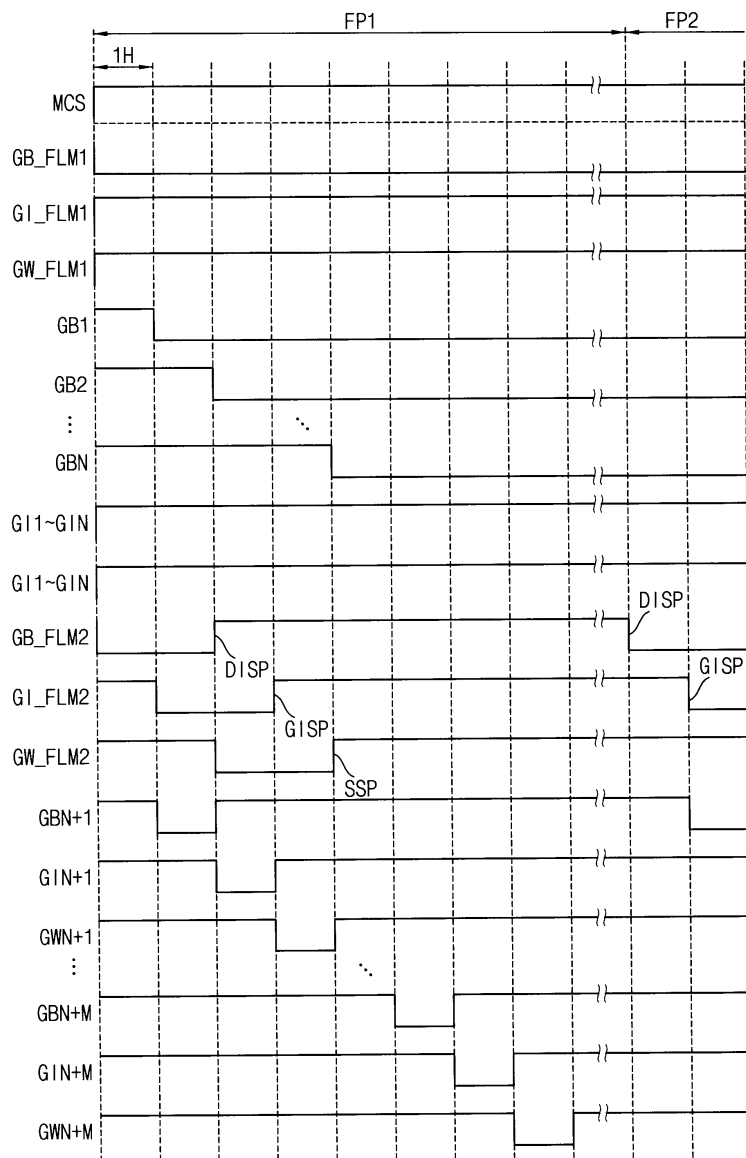 FP1
FP2
1H
MCS
GB_FLM1
GI_FLM1
GW_FLM1
GB1
GB2
GBN
GI1~GIN
GI1~GIN
GB_FLM2
DISP
DISP
GI_FLM2
GISP
GISP
GW_FLM2
SSP
GBN+1
GIN+1
GWN+1
GBN+M
GIN+M
GWN+M